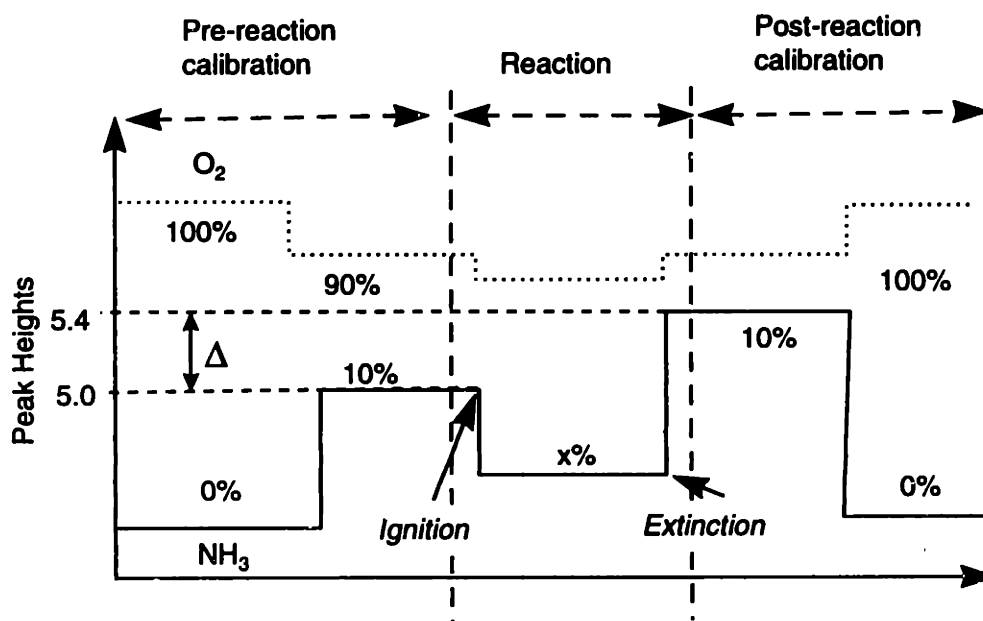 Pre-reaction
calibration
Reaction
Post-reaction
calibration
O₂
100%
90%
100%
Peak Heights
5.4
Δ
10%
10%
5.0
x%
0%
0%
Ignition
Extinction
NH₃